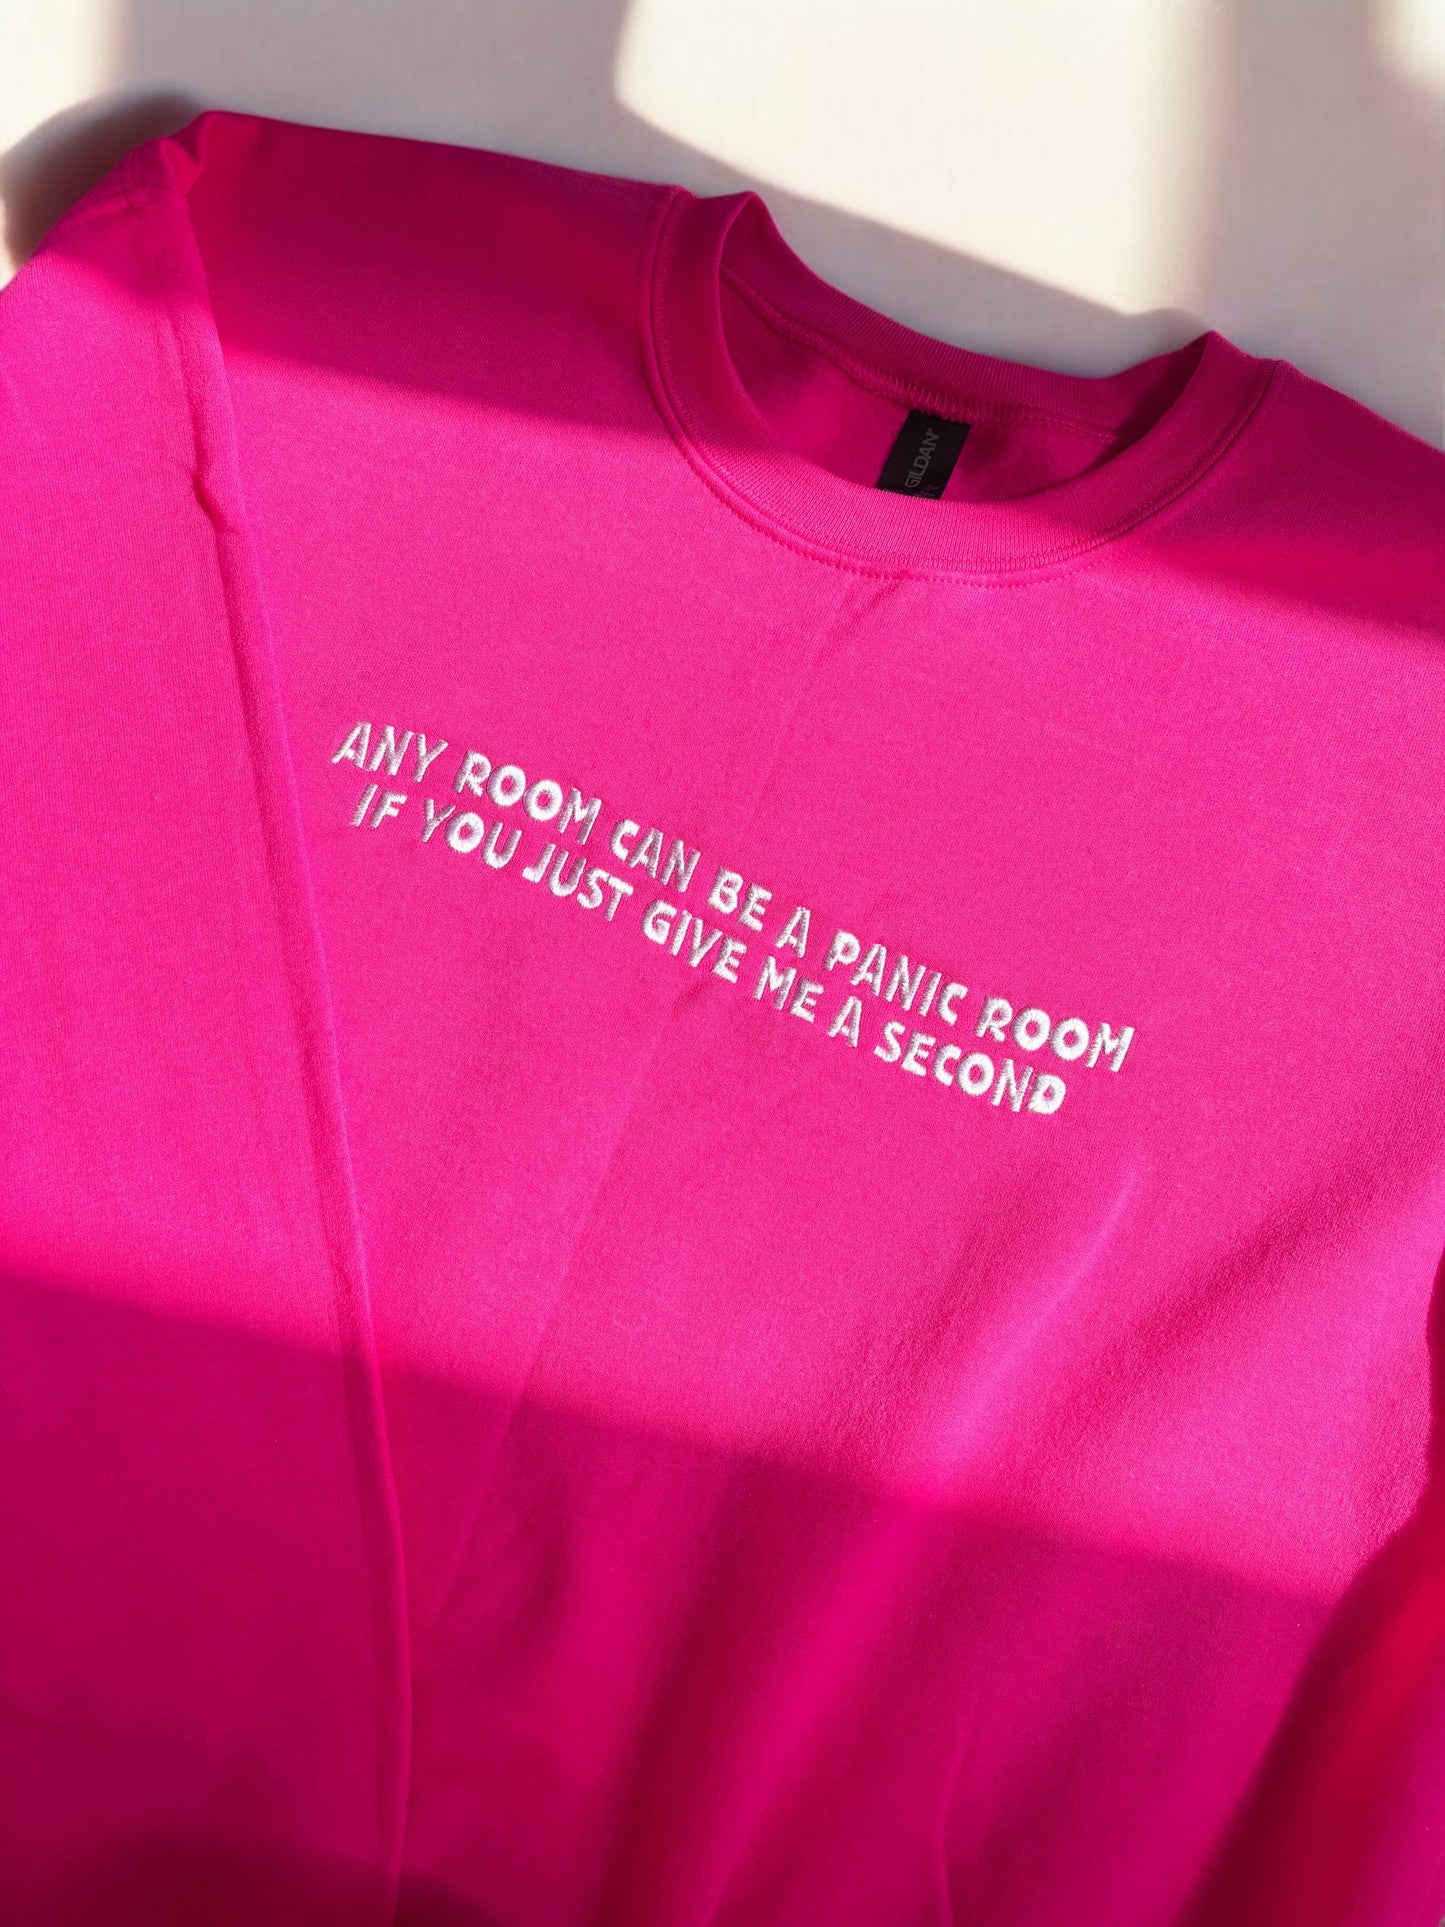 GILDAN
ANY ROOM CAN BE A PANIC ROOM
IF YOU JUST GIVE ME A SECOND